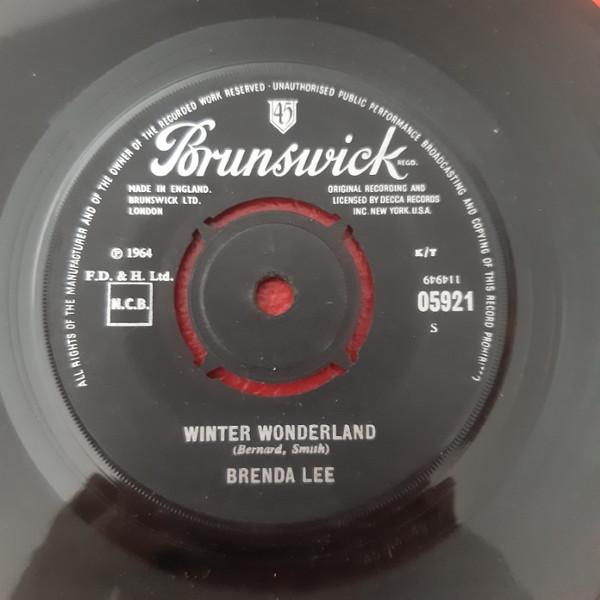 ALL RIGHTS OF THE MANUFACTURER AND OF THE OWNER OF THE RECORDED WORK RESERVED · UNAUTHORISED PUBLIC PERFORMANCE BROADCASTING AND COPYING OF THIS RECORD
45
Brunswick REGD.
MADE IN ENGLAND.
BRUNSWICK LTD.
LONDON
ORIGINAL RECORDING AND
LICENSED BY DECCA RECORDS
INC. NEW YORK. U.S.A.
℗ 1964
K/T
F.D. & H. Ltd.
114949
N.C.B.
05921
S
WINTER WONDERLAND
(Bernard, Smith)
BRENDA LEE